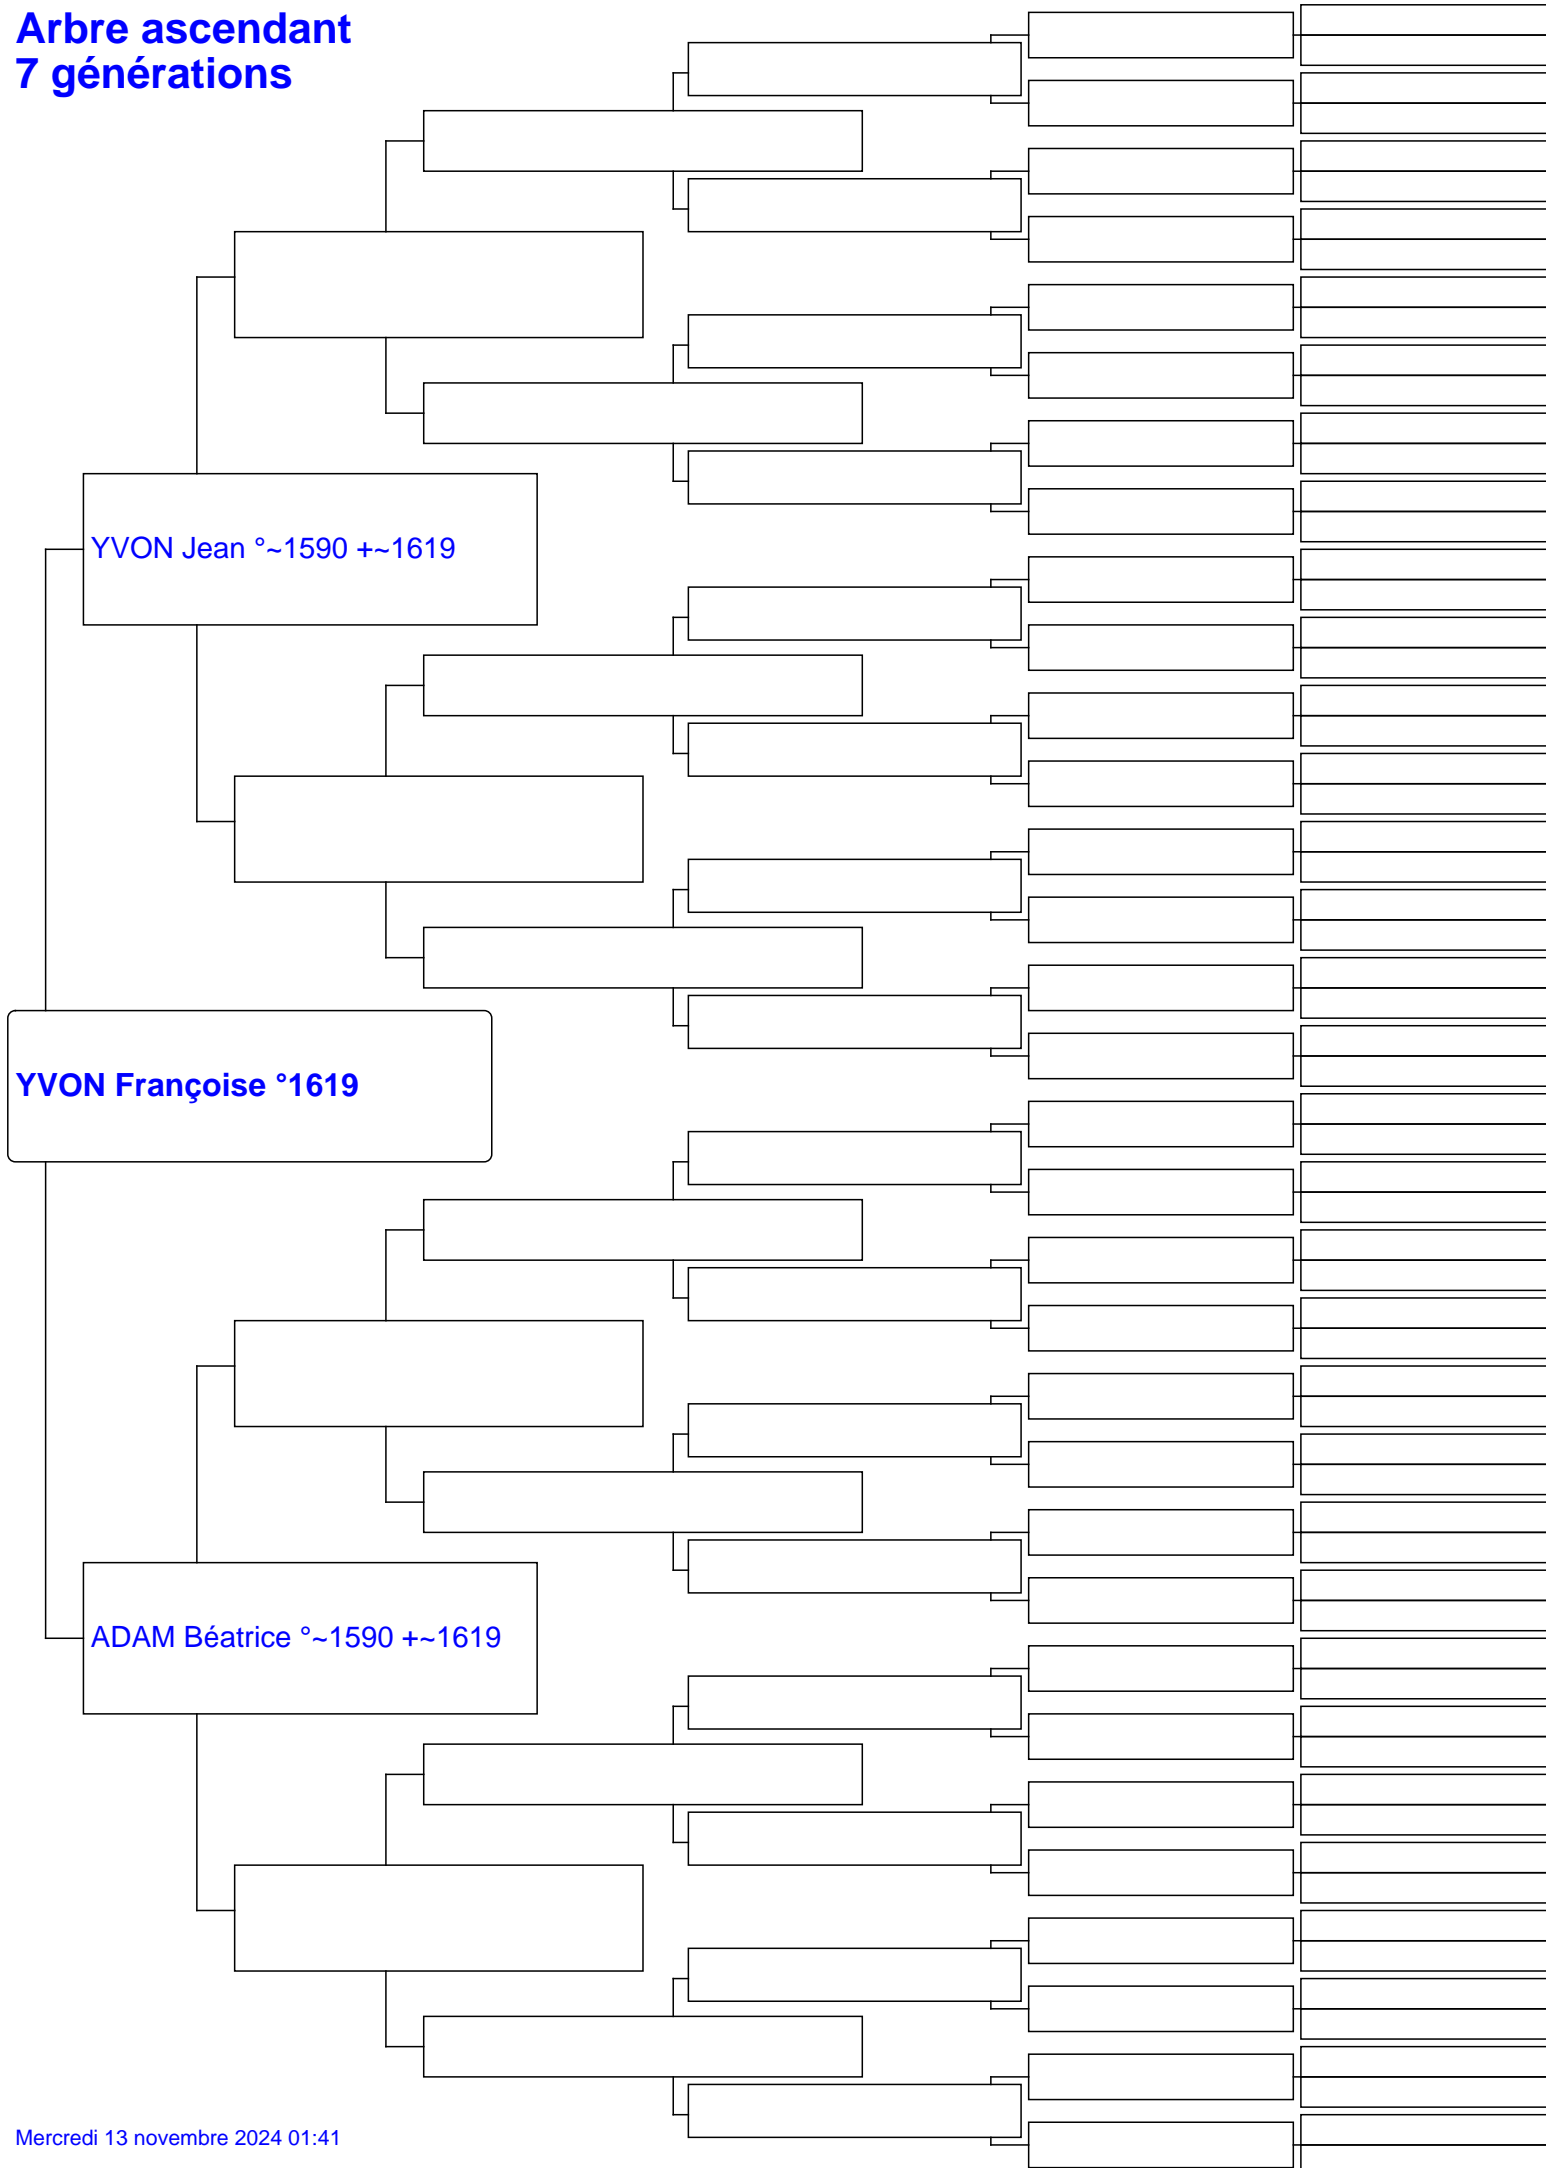 Arbre ascendant
7 générations
YVON Jean °~1590 +~1619
YVON Françoise °1619
ADAM Béatrice °~1590 +~1619
Mercredi 13 novembre 2024 01:41